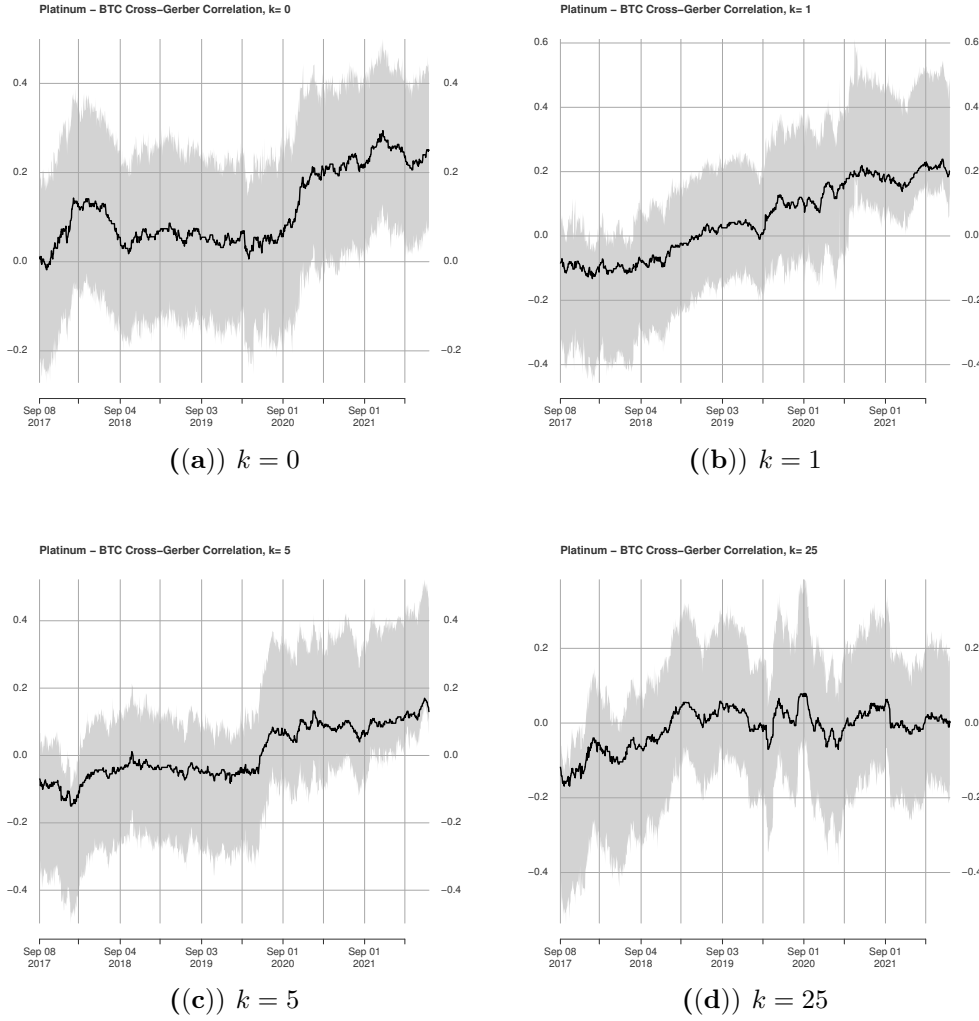 Platinum − BTC Cross−Gerber Correlation, k= 0
0.4 0.4
0.2 0.2
0.0 0.0
−0.2 −0.2
Sep 08 Sep 04 Sep 03 Sep 01 Sep 01
2017 2018 2019 2020 2021
((a)) k = 0
Platinum − BTC Cross−Gerber Correlation, k= 1
0.6 0.6
0.4 0.4
0.2 0.2
0.0 0.0
−0.2 −0.2
−0.4 −0.4
Sep 08 Sep 04 Sep 03 Sep 01 Sep 01
2017 2018 2019 2020 2021
((b)) k = 1
Platinum − BTC Cross−Gerber Correlation, k= 5
0.4 0.4
0.2 0.2
0.0 0.0
−0.2 −0.2
−0.4 −0.4
Sep 08 Sep 04 Sep 03 Sep 01 Sep 01
2017 2018 2019 2020 2021
((c)) k = 5
Platinum − BTC Cross−Gerber Correlation, k= 25
0.2 0.2
0.0 0.0
−0.2 −0.2
−0.4 −0.4
Sep 08 Sep 04 Sep 03 Sep 01 Sep 01
2017 2018 2019 2020 2021
((d)) k = 25